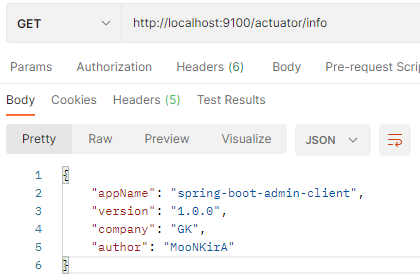 GET http://localhost:9100/actuator/info
Params Authorization Headers (6) Body Pre-request Scri
Body Cookies Headers (5) Test Results
Pretty Raw Preview Visualize JSON
1 {
2 "appName": "spring-boot-admin-client",
3 "version": "1.0.0",
4 "company": "GK",
5 "author": "MooNKirA"
6 }